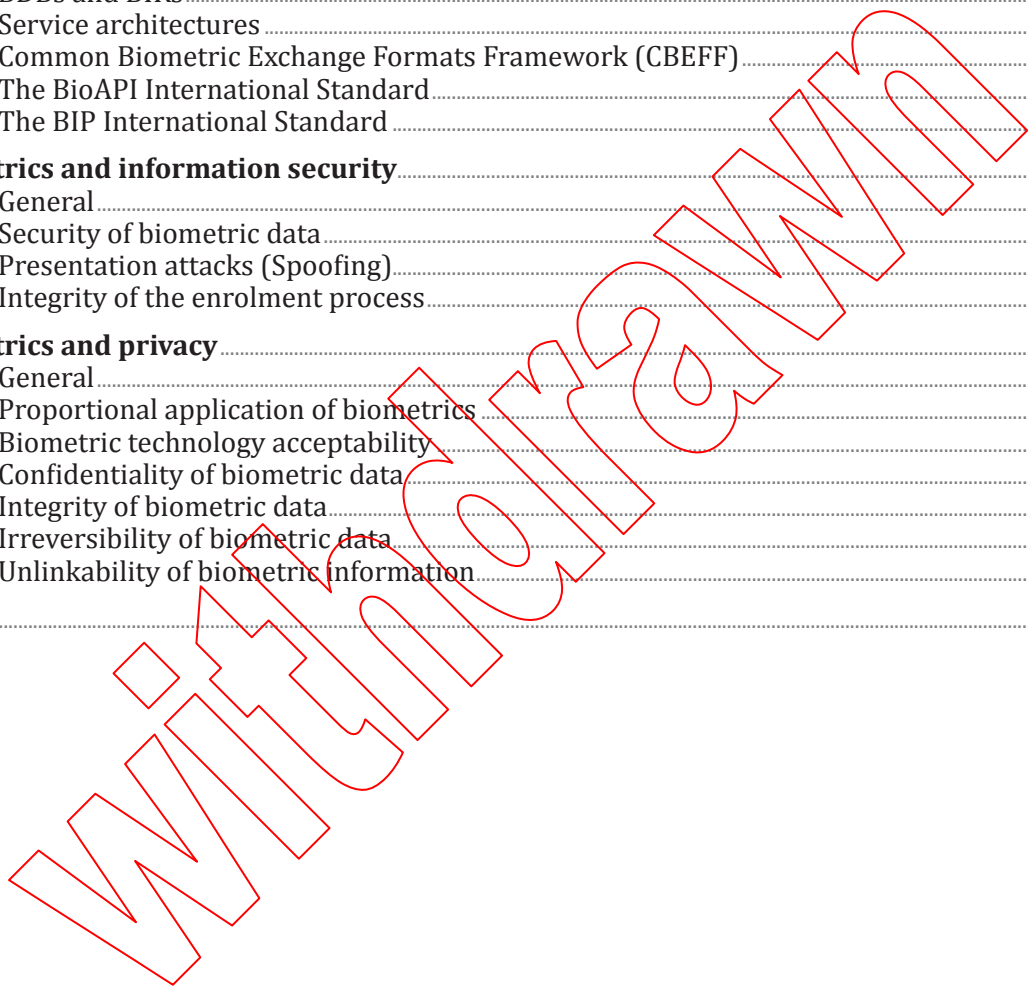 BDBs and BIRs
Service architectures
Common Biometric Exchange Formats Framework (CBEFF)
The BioAPI International Standard
The BIP International Standard
trics and information security
General
Security of biometric data
Presentation attacks (Spoofing)
Integrity of the enrolment process
trics and privacy
General
Proportional application of biometrics
Biometric technology acceptability
Confidentiality of biometric data
Integrity of biometric data
Irreversibility of biometric data
Unlinkability of biometric information
withdrawn